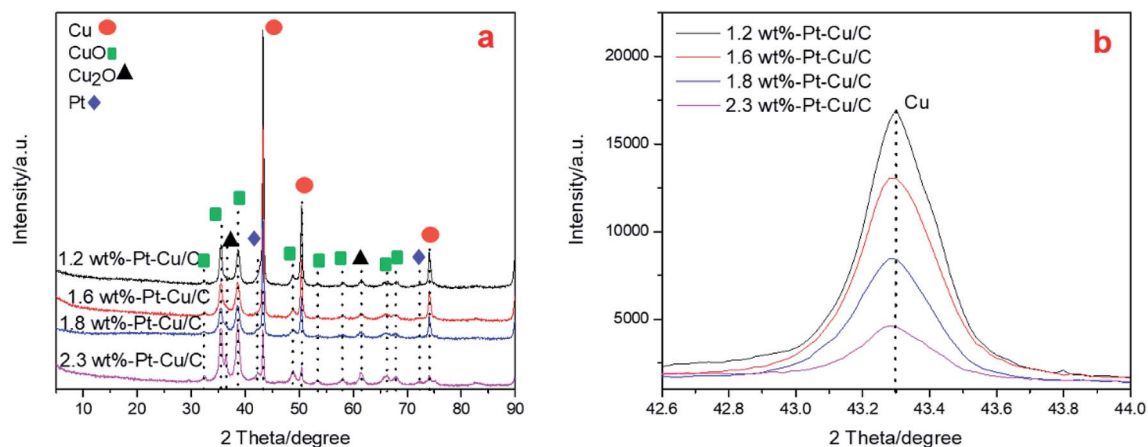 Cu
CuO
Cu2O
Pt
a
1.2 wt%-Pt-Cu/C
1.6 wt%-Pt-Cu/C
1.8 wt%-Pt-Cu/C
2.3 wt%-Pt-Cu/C
Intensity/a.u.
10 20 30 40 50 60 70 80 90
2 Theta/degree
b
1.2 wt%-Pt-Cu/C
1.6 wt%-Pt-Cu/C
1.8 wt%-Pt-Cu/C
2.3 wt%-Pt-Cu/C
Cu
20000
15000
10000
5000
Intensity/a.u.
42.6 43.0 43.3 43.4 43.6 43.8 44.0
2 Theta/degree